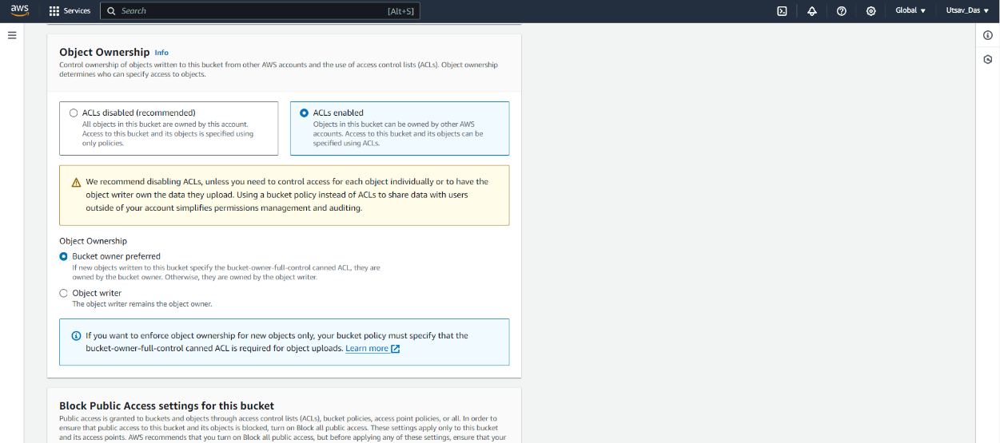 aws
Services
Search
[Alt+S]
Global
Utsav_Das
Object Ownership Info
Control ownership of objects written to this bucket from other AWS accounts and the use of access control lists (ACLs). Object ownership
determines who can specify access to objects.
ACLs disabled (recommended)
All objects in this bucket are owned by this account.
Access to this bucket and its objects is specified using
only policies.
ACLs enabled
Objects in this bucket can be owned by other AWS
accounts. Access to this bucket and its objects can be
specified using ACLs.
We recommend disabling ACLs, unless you need to control access for each object individually or to have the
object writer own the data they upload. Using a bucket policy instead of ACLs to share data with users
outside of your account simplifies permissions management and auditing.
Object Ownership
Bucket owner preferred
If new objects written to this bucket specify the bucket-owner-full-control canned ACL, they are
owned by the bucket owner. Otherwise, they are owned by the object writer.
Object writer
The object writer remains the object owner.
If you want to enforce object ownership for new objects only, your bucket policy must specify that the
bucket-owner-full-control canned ACL is required for object uploads. Learn more
Block Public Access settings for this bucket
Public access is granted to buckets and objects through access control lists (ACLs), bucket policies, access point policies, or all. In order to
ensure that public access to this bucket and its objects is blocked, turn on Block all public access. These settings apply only to this bucket
and its access points. AWS recommends that you turn on Block all public access, but before applying any of these settings, ensure that your